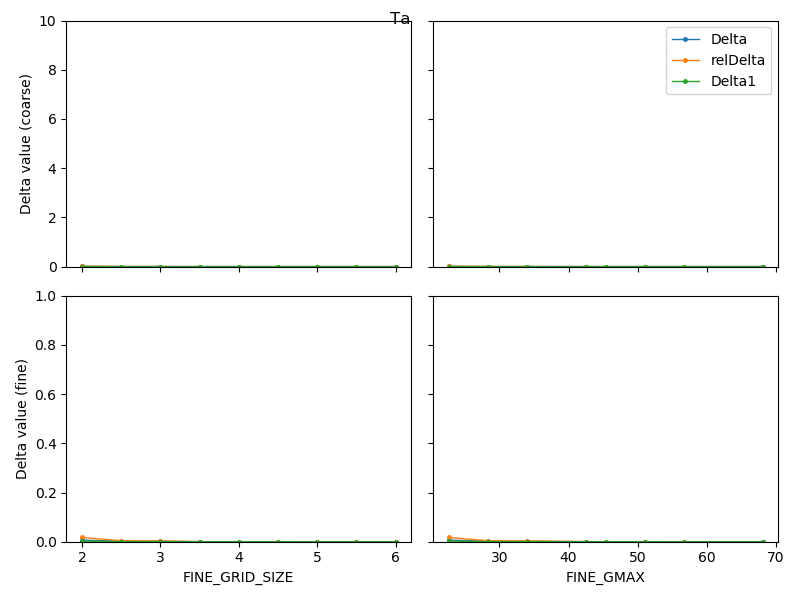 Ta
10
8
6
4
2
0
Delta value (coarse)
Delta
relDelta
Delta1
1.0
0.8
0.6
0.4
0.2
0.0
Delta value (fine)
2 3 4 5 6
FINE_GRID_SIZE
30 40 50 60 70
FINE_GMAX